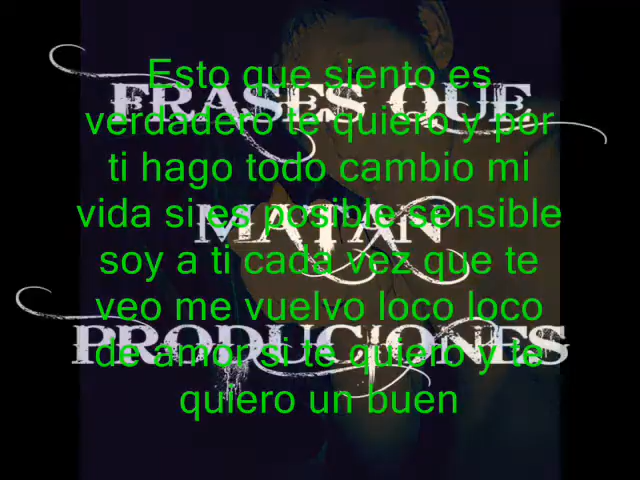 Esto que siento es
verdadero te quiero y por
ti hago todo cambio mi
vida si es posible sensible
soy a ti cada vez que te
veo me vuelvo loco loco
de amor si te quiero y te
quiero un buen
FRASES QUE
MATAN
PRODUCIONES